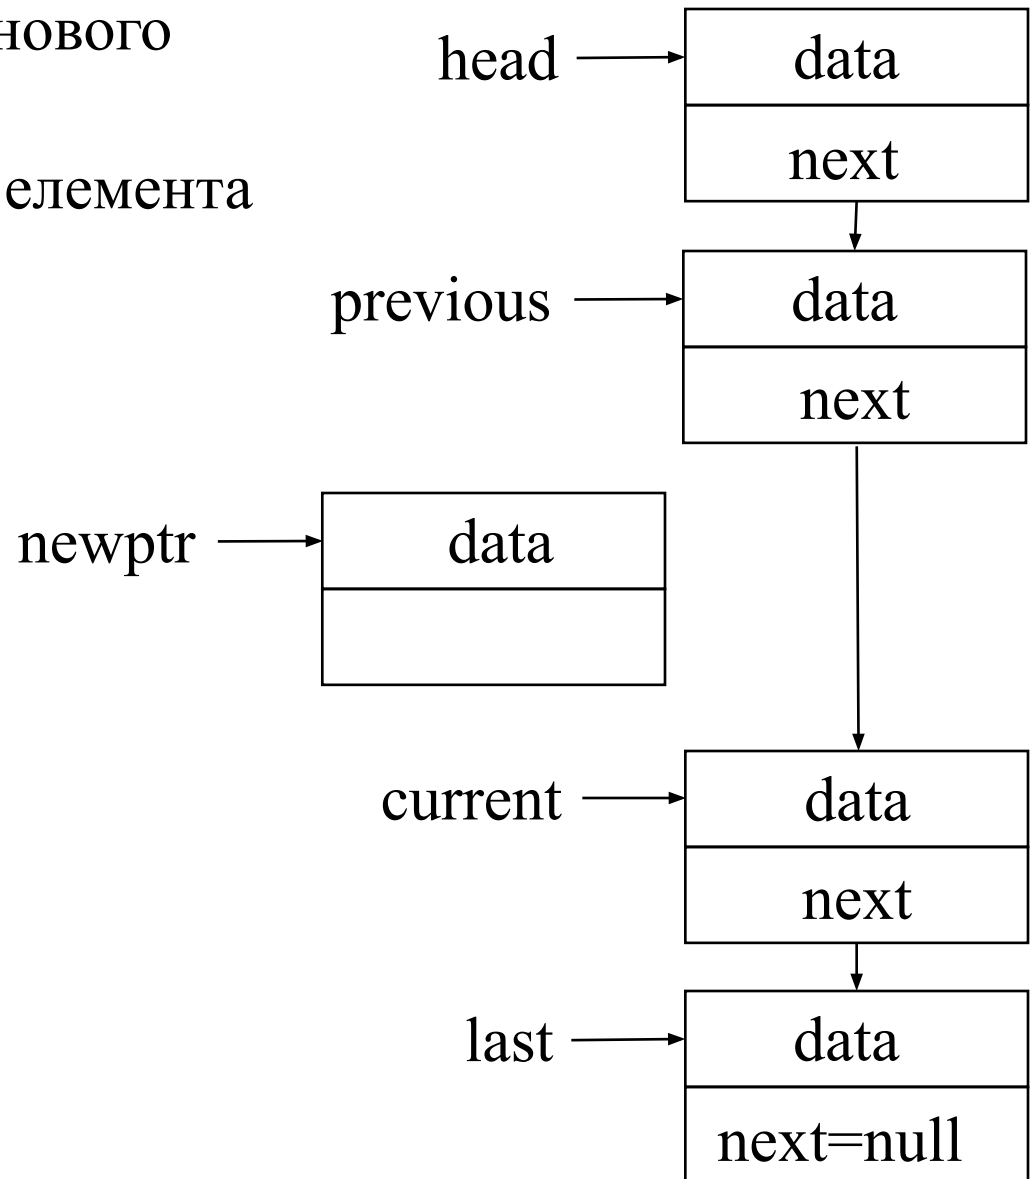 нового
елемента
head
data
next
previous
data
next
newptr
data
current
data
next
last
data
next=null